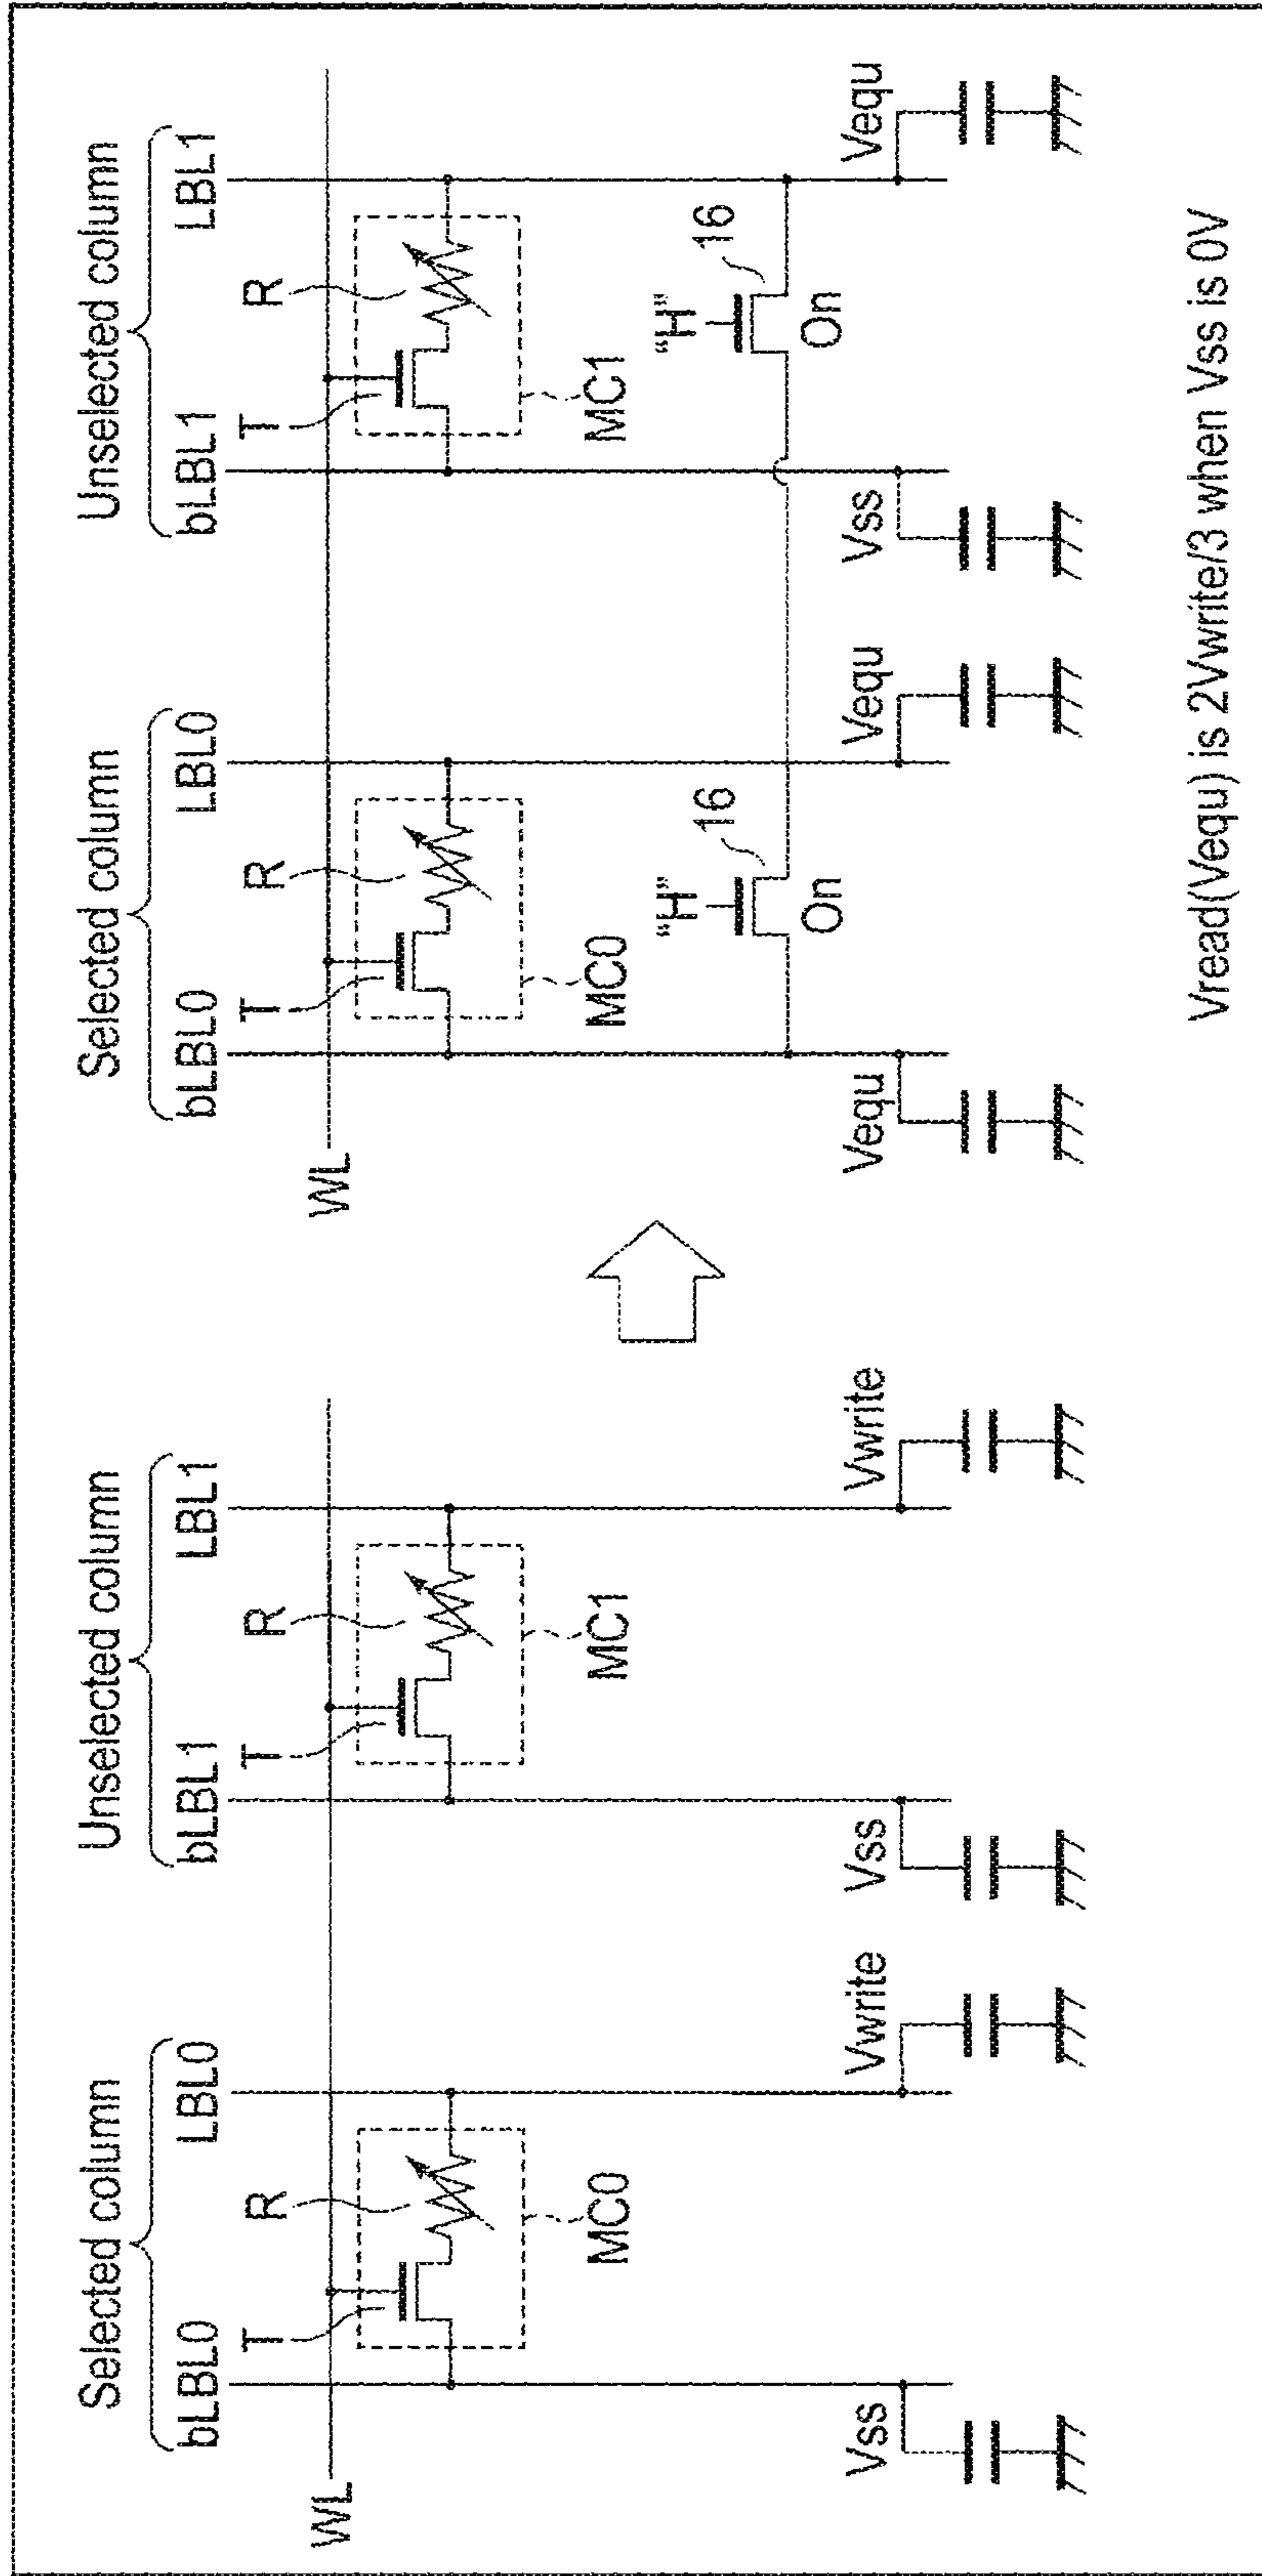 Selected column
Unselected column
bLBL0
LBL0
bLBL1
LBL1
T
R
T
R
WL
MC0
MC1
Vss
Vwrite
Vss
Vwrite
Selected column
Unselected column
bLBL0
LBL0
bLBL1
LBL1
T
R
T
R
WL
MC0
MC1
“H”
16
“H”
16
On
On
Vequ
Vequ
Vss
Vequ
Vread(Vequ) is 2Vwrite/3 when Vss is 0V